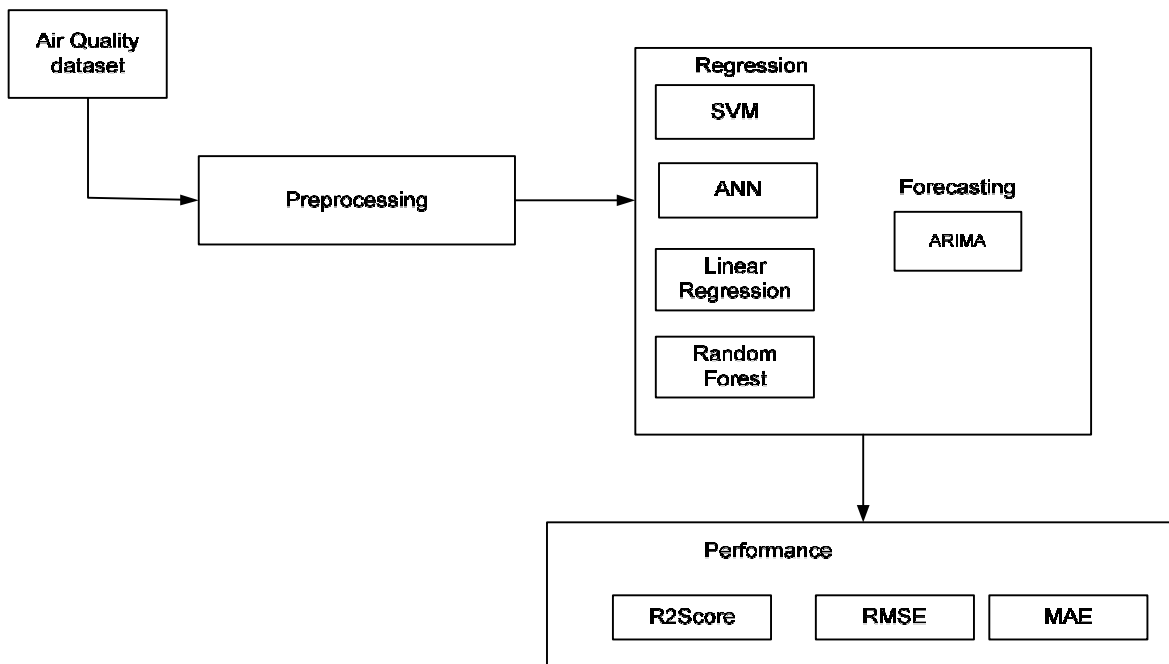 Air Quality
dataset
Preprocessing
Regression
SVM
ANN
Linear
Regression
Random
Forest
Forecasting
ARIMA
Performance
R2Score
RMSE
MAE